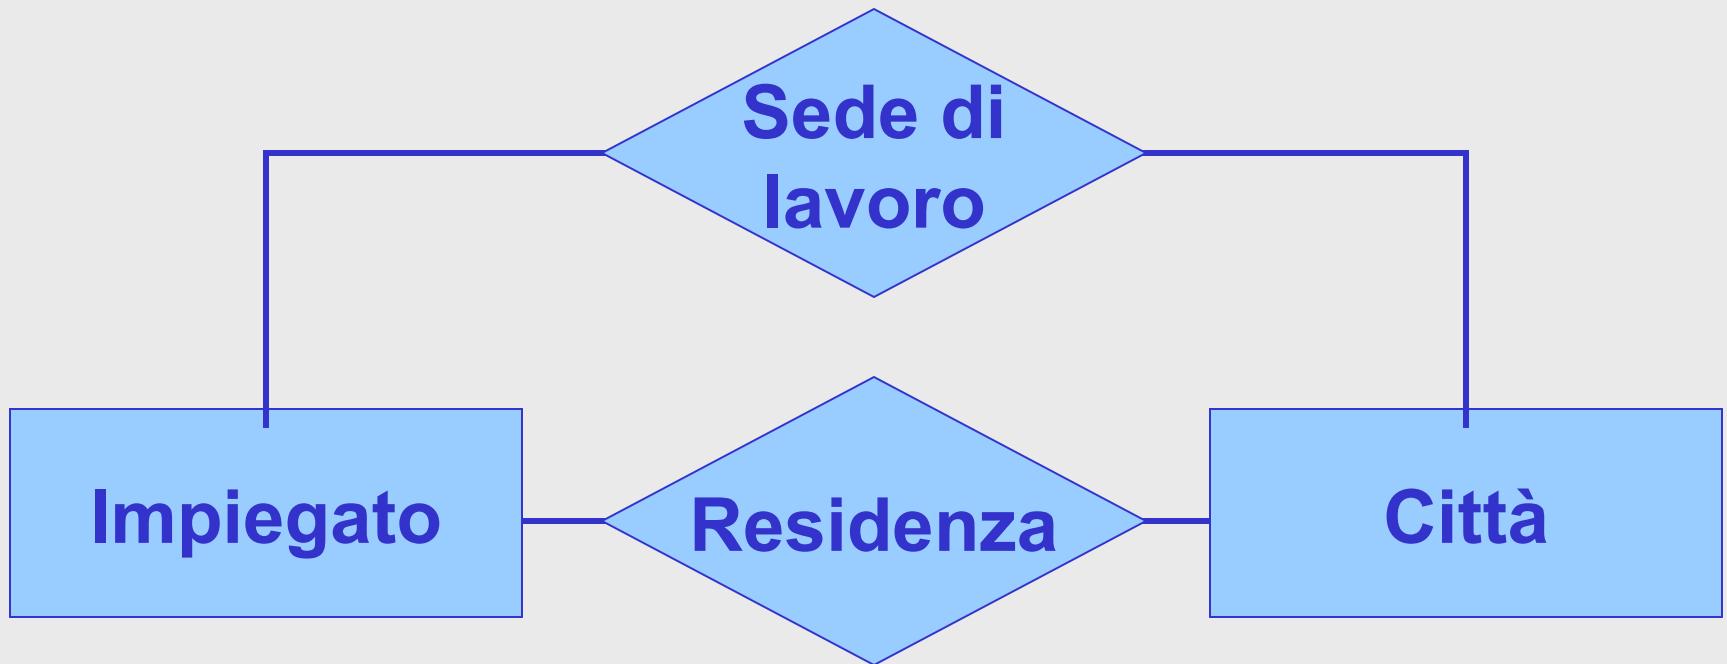 Sede di
lavoro
Impiegato
Residenza
Città